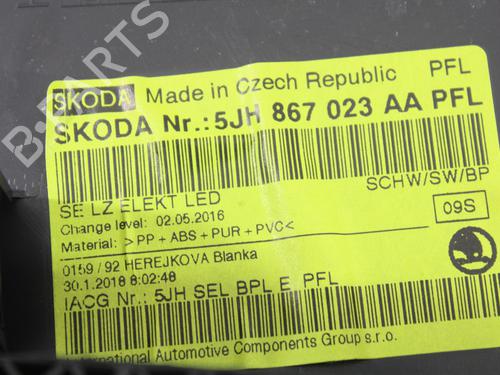 B-PARTS
PFL
SKODA Made in Czech Republic
SKODA Nr.: 5JH 867 023 AA PFL
SCHW/SW/BP
SE LZ ELEKT LED
Change level: 02.05.2016
09S
Material: >PP + ABS + PUR + PVC<
0159 / 92 HEREJKOVA Blanka
30.1.2018 8:02:48
IACG Nr.: 5JH SEL BPL E PFL
International Automotive Components Group s.r.o.